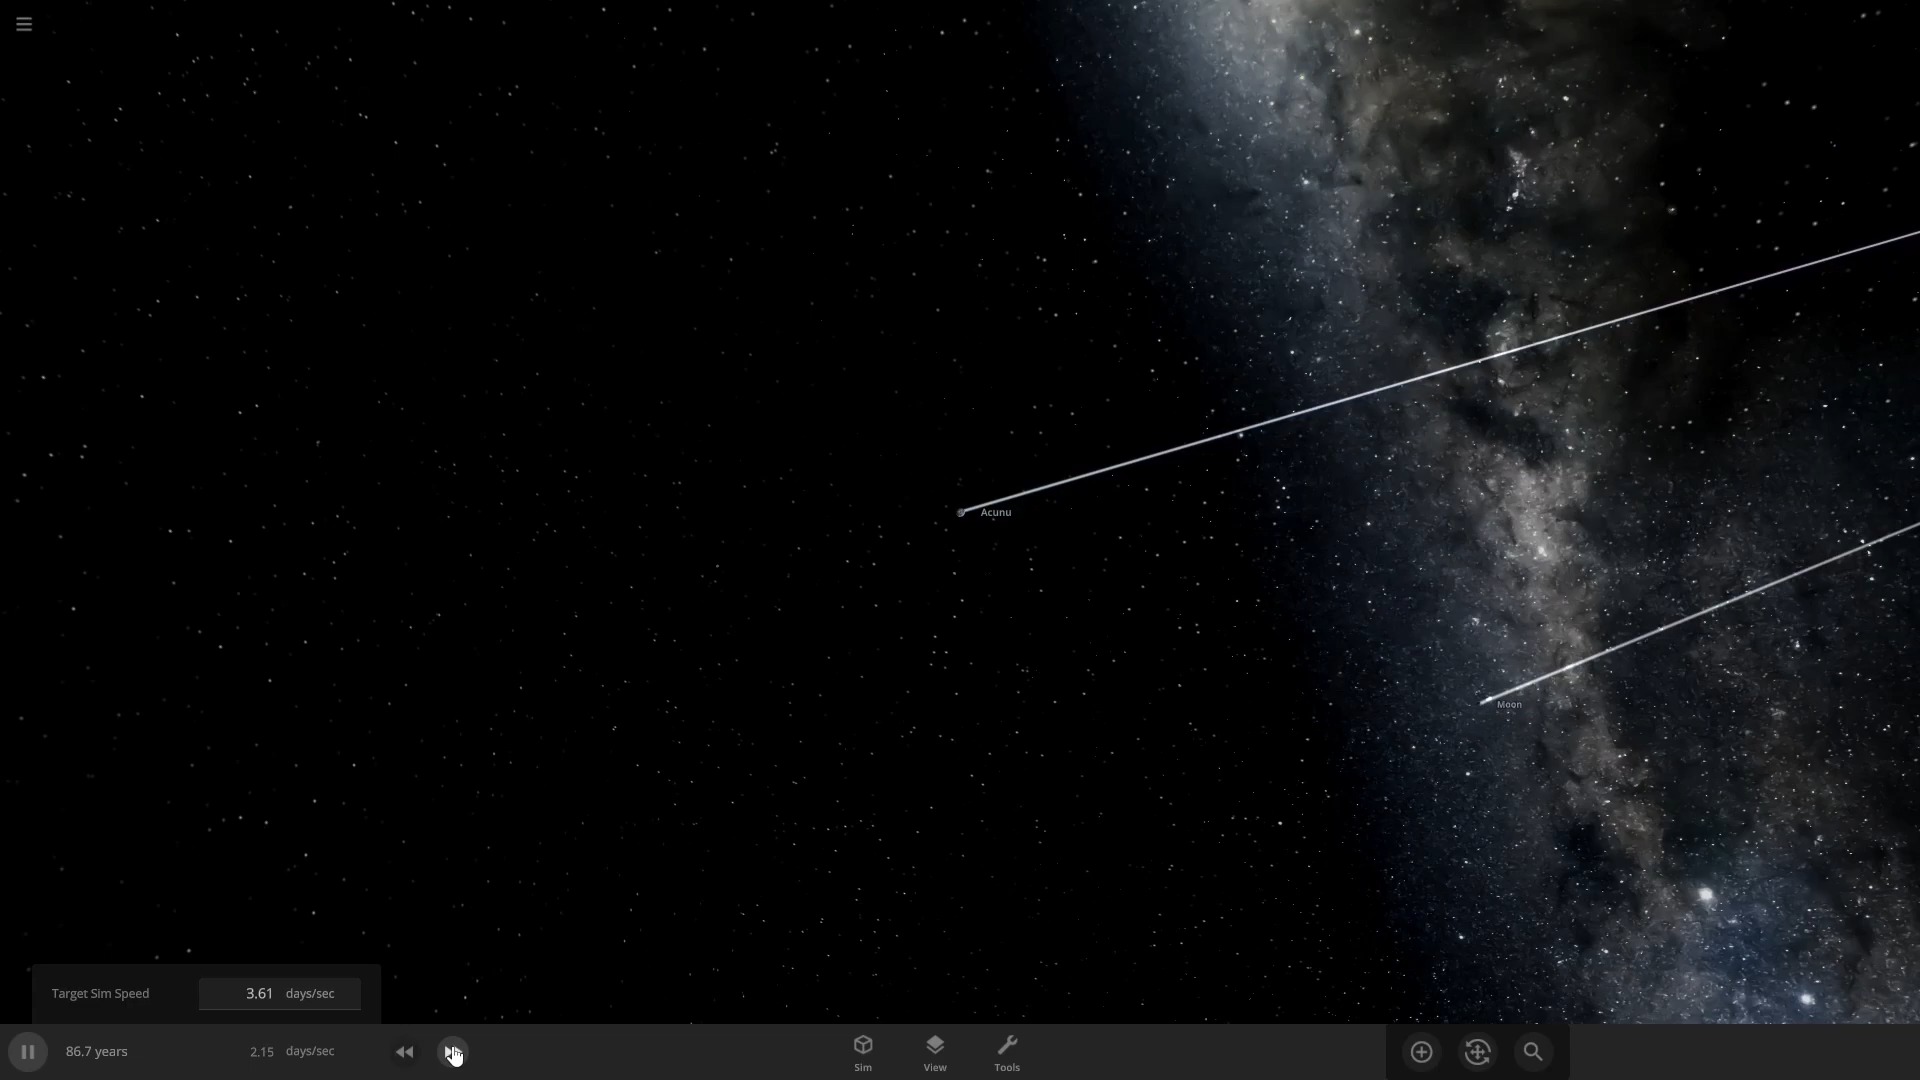 Acunu
Moon
Target Sim Speed 3.61 days/sec
86.7 years 2.15 days/sec
Sim View Tools